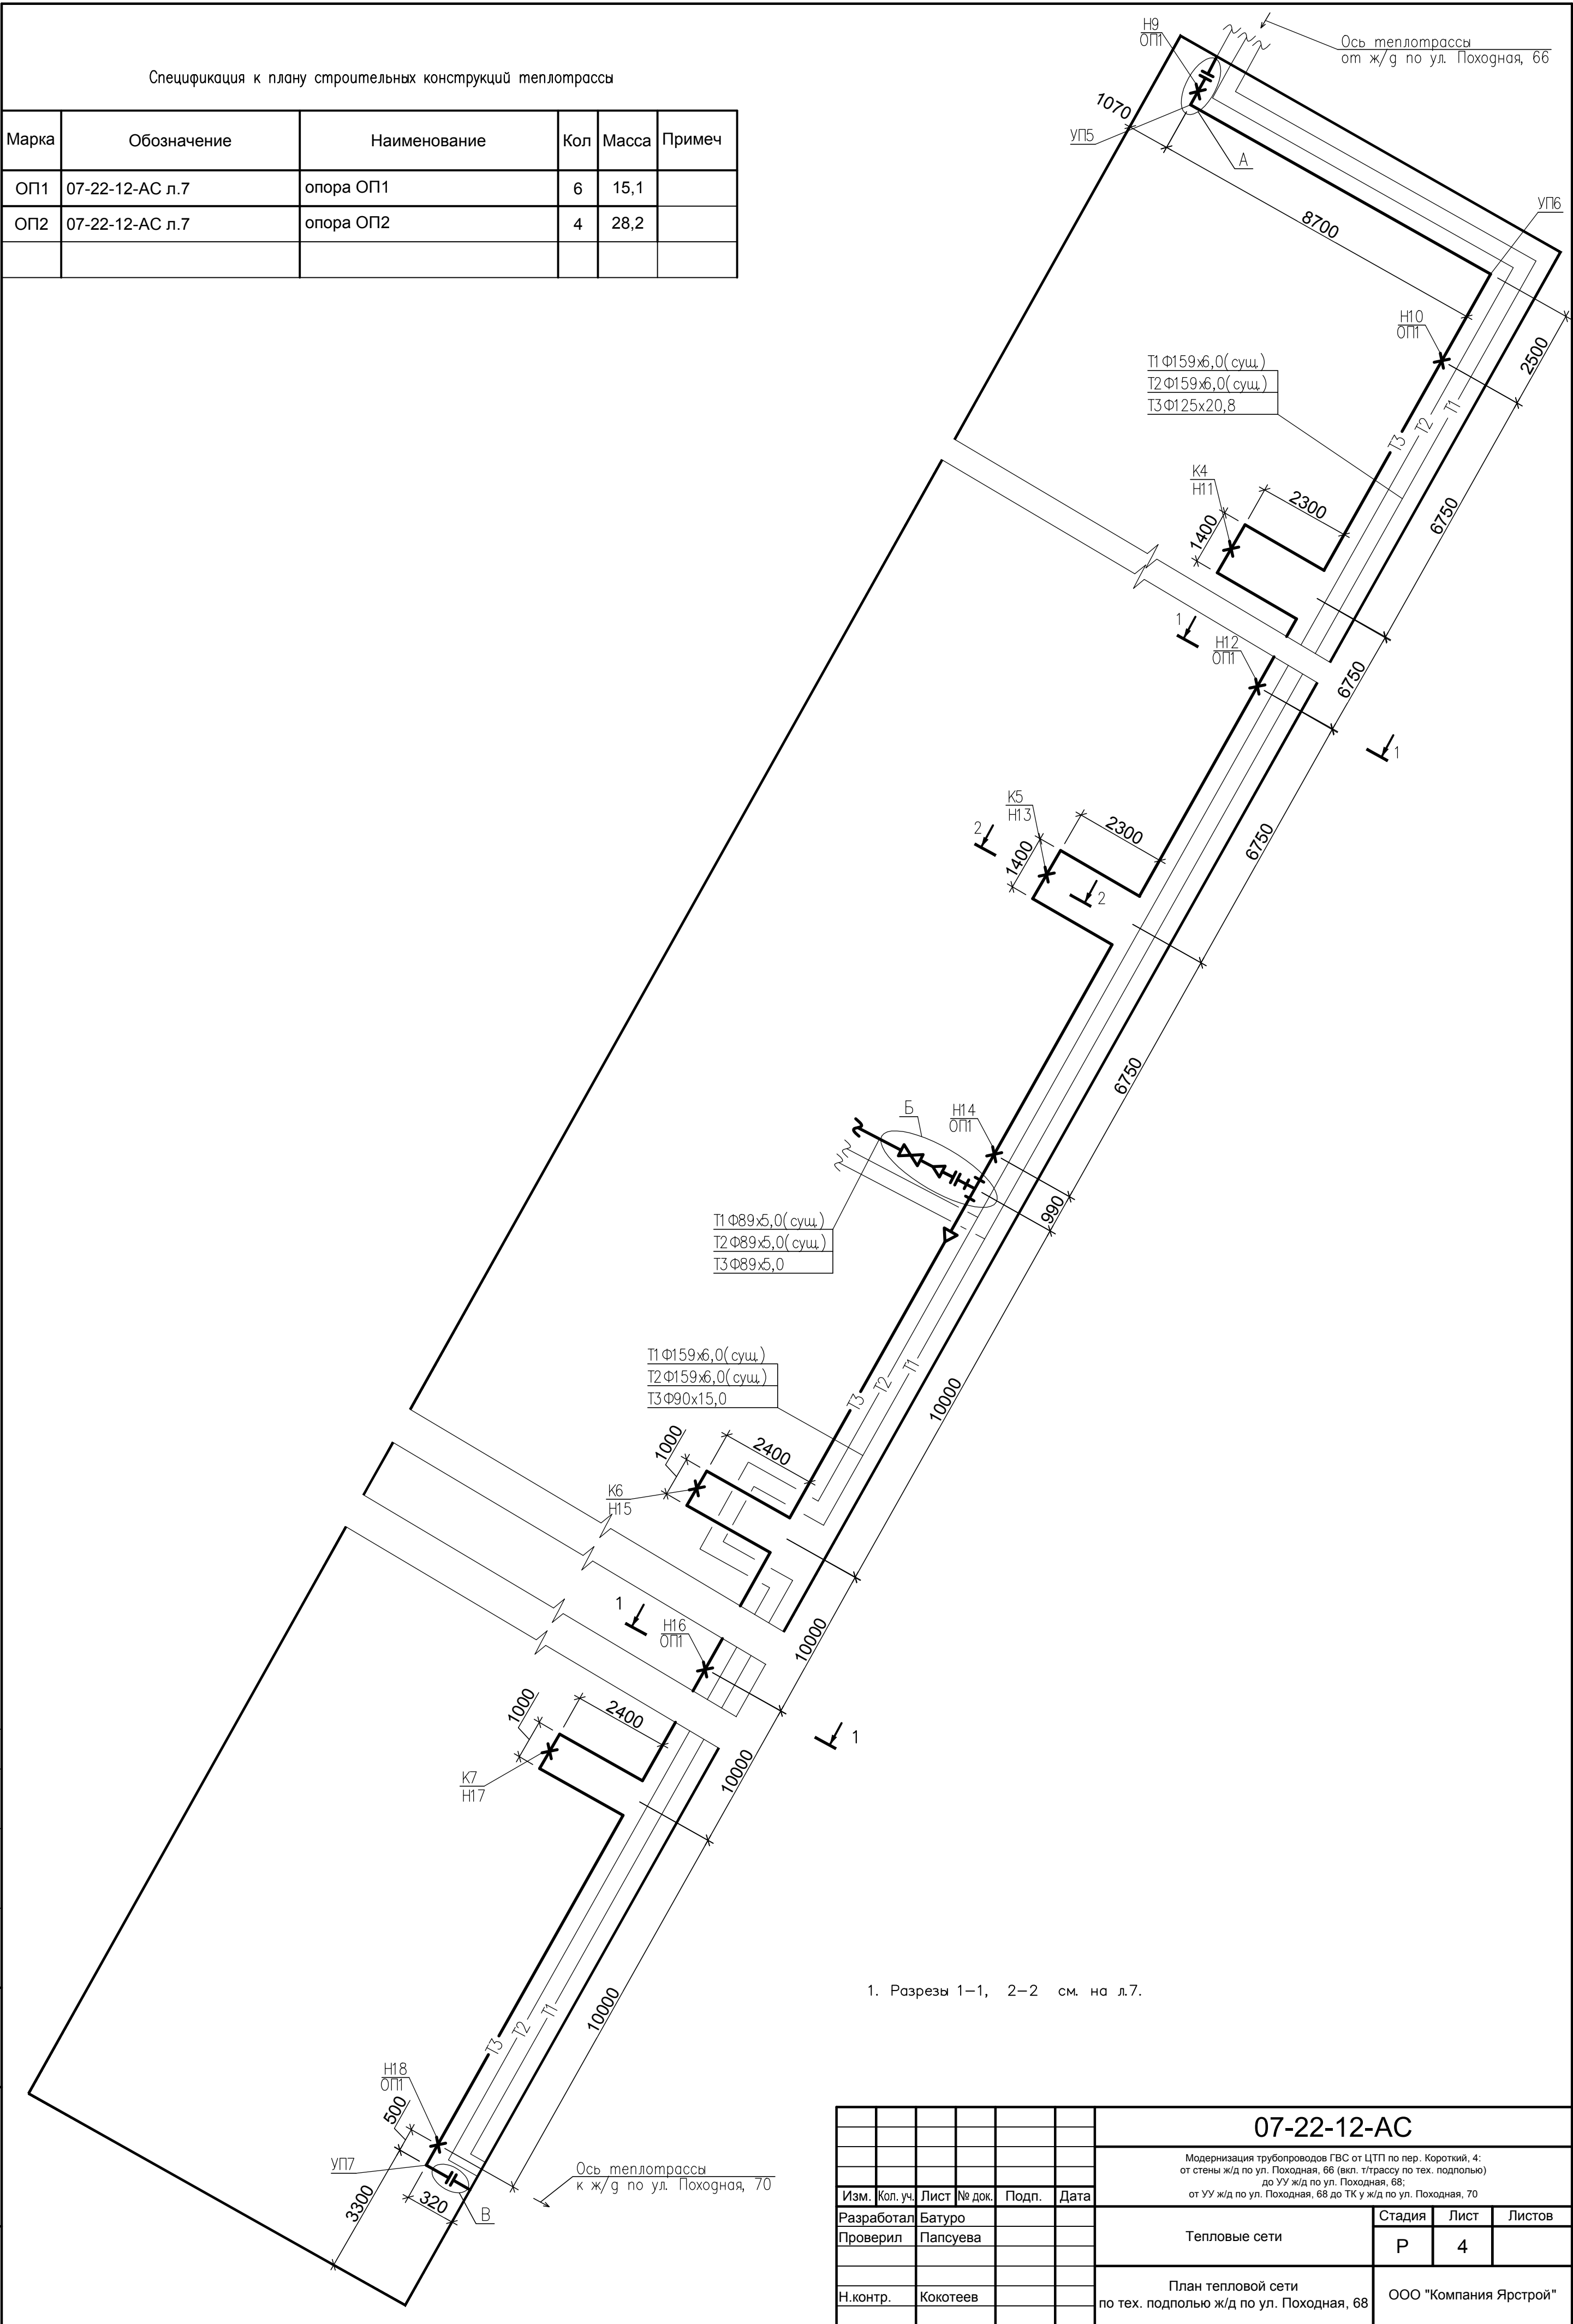 Спецификация к плану строительных конструкций теплотрассы
Марка Обозначение Наименование Кол Масса Примеч
ОП1 07-22-12-АС л.7 опора ОП1 6 15,1
ОП2 07-22-12-АС л.7 опора ОП2 4 28,2
Н9
ОП1
Ось теплотрассы
от ж/д по ул. Походная, 66
1070
УП5
А
УП6
8700
Н10
ОП1
2500
Т1Ф159х6,0(сущ.)
Т2Ф159х6,0(сущ.)
Т3Ф125х20,8
Т3
Т2
Т1
К4
Н11
2300
1400
6750
1
Н12
ОП1
6750
1
К5
Н13
2300
1400
2
2
6750
6750
Б
Н14
ОП1
990
Т1Ф89х5,0(сущ.)
Т2Ф89х5,0(сущ.)
Т3Ф89х5,0
Т1Ф159х6,0(сущ.)
Т2Ф159х6,0(сущ.)
Т3Ф90х15,0
Т3
Т2
Т1
10000
1000
2400
К6
Н15
1
Н16
ОП1
10000
1
1000
2400
К7
Н17
10000
10000
Т3
Т2
Т1
Н18
ОП1
500
УП7
3300
320
В
Ось теплотрассы
к ж/д по ул. Походная, 70
1. Разрезы 1-1, 2-2 см. на л.7.
07-22-12-АС
Модернизация трубопроводов ГВС от ЦТП по пер. Короткий, 4:
от стены ж/д по ул. Походная, 66 (вкл. т/трассу по тех. подполью)
до УУ ж/д по ул. Походная, 68;
от УУ ж/д по ул. Походная, 68 до ТК у ж/д по ул. Походная, 70
Изм. Кол. уч. Лист № док. Подп. Дата
Разработал Батуро
Проверил Папсуева
Н.контр. Кокотеев
Тепловые сети
Стадия Лист Листов
Р 4
План тепловой сети
по тех. подполью ж/д по ул. Походная, 68
ООО "Компания Ярстрой"